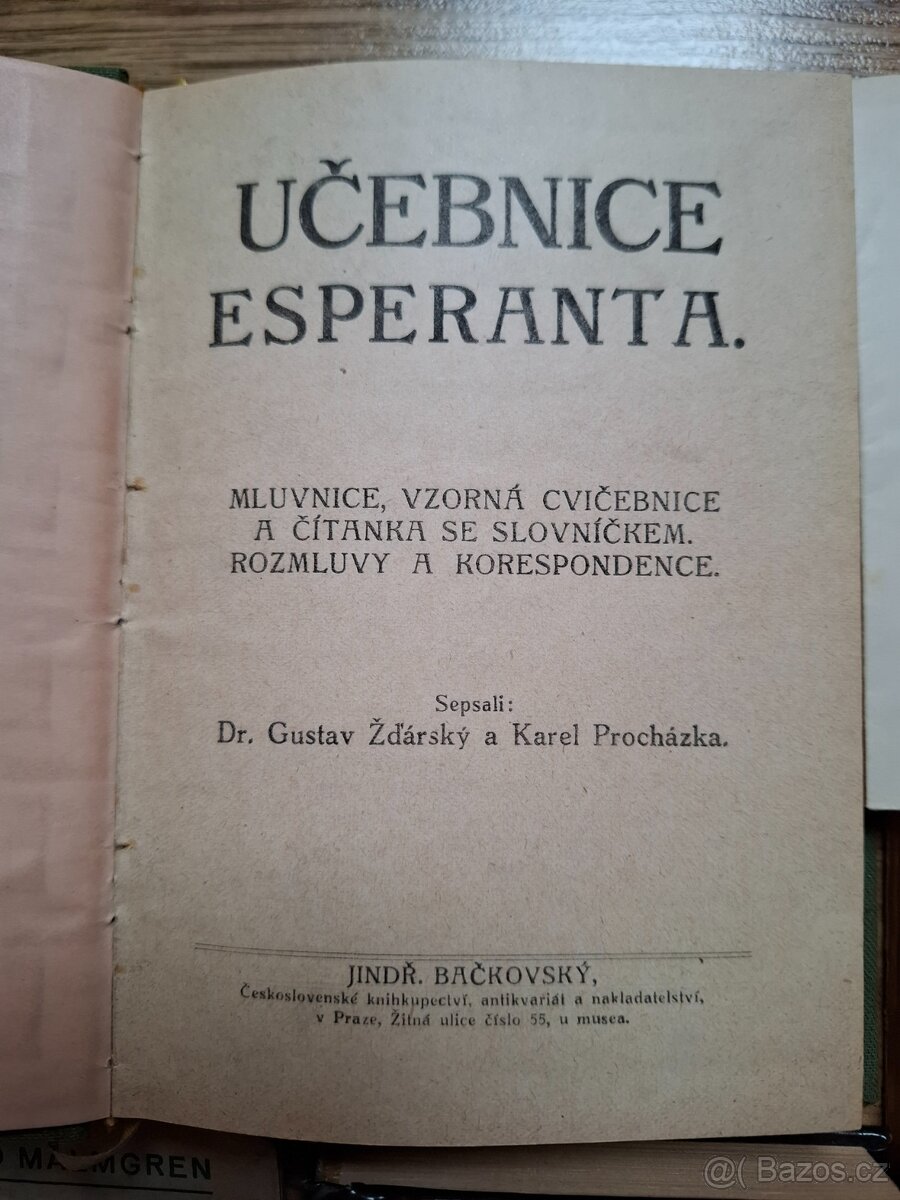 UČEBNICE
ESPERANTA.
MLUVNICE, VZORNÁ CVIČEBNICE
A ČÍTANKA SE SLOVNÍČKEM.
ROZMLUVY A KORESPONDENCE.
Sepsali:
Dr. Gustav Žďárský a Karel Procházka.
JINDŘ. BAČKOVSKÝ,
Československé knihkupectví, antikvariát a nakladatelství,
v Praze, Žitná ulice číslo 55, u musea.
MALMGREN
@( Bazos.cz